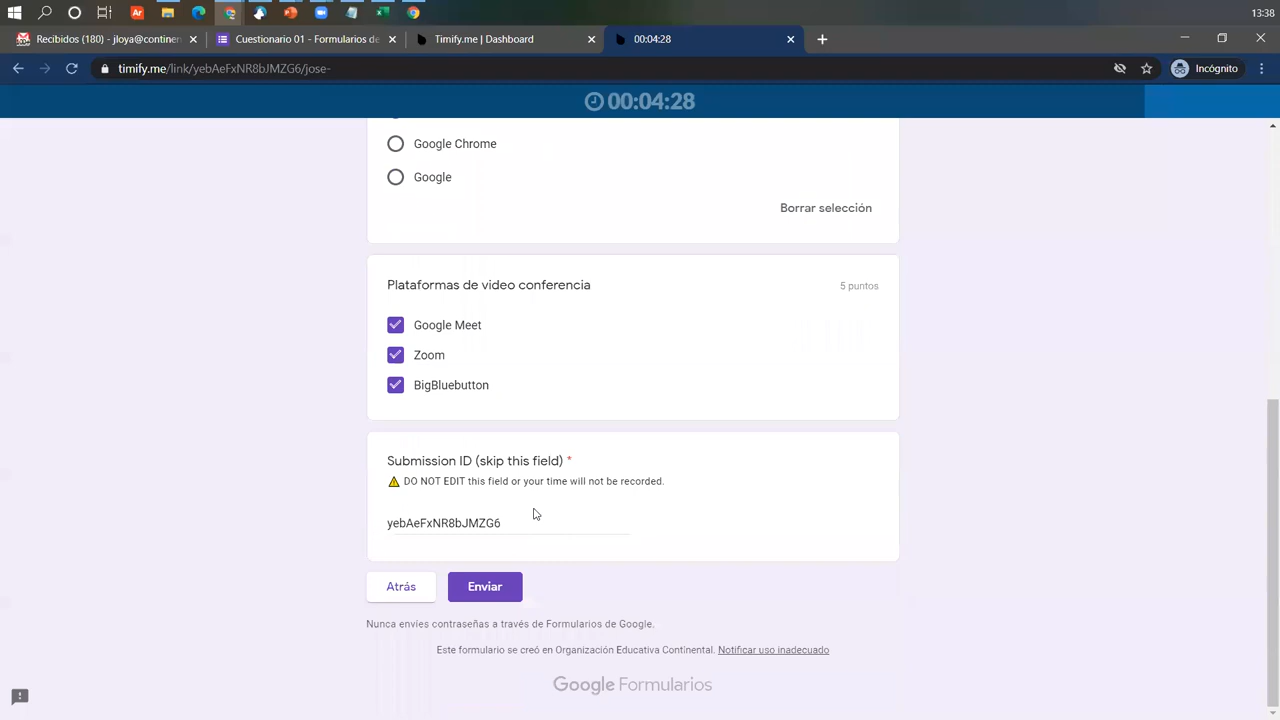 13:38
Recibidos (180) - jloya@continen
Cuestionario 01 - Formularios de
Timify.me | Dashboard
00:04:28
timify.me/link/yebAeFxNR8bJMZG6/jose-
Incógnito
00:04:28
Google Chrome
Google
Borrar selección
Plataformas de video conferencia
5 puntos
Google Meet
Zoom
BigBluebutton
Submission ID (skip this field) *
DO NOT EDIT this field or your time will not be recorded.
yebAeFxNR8bJMZG6
Atrás
Enviar
Nunca envíes contraseñas a través de Formularios de Google.
Este formulario se creó en Organización Educativa Continental. Notificar uso inadecuado
Google Formularios